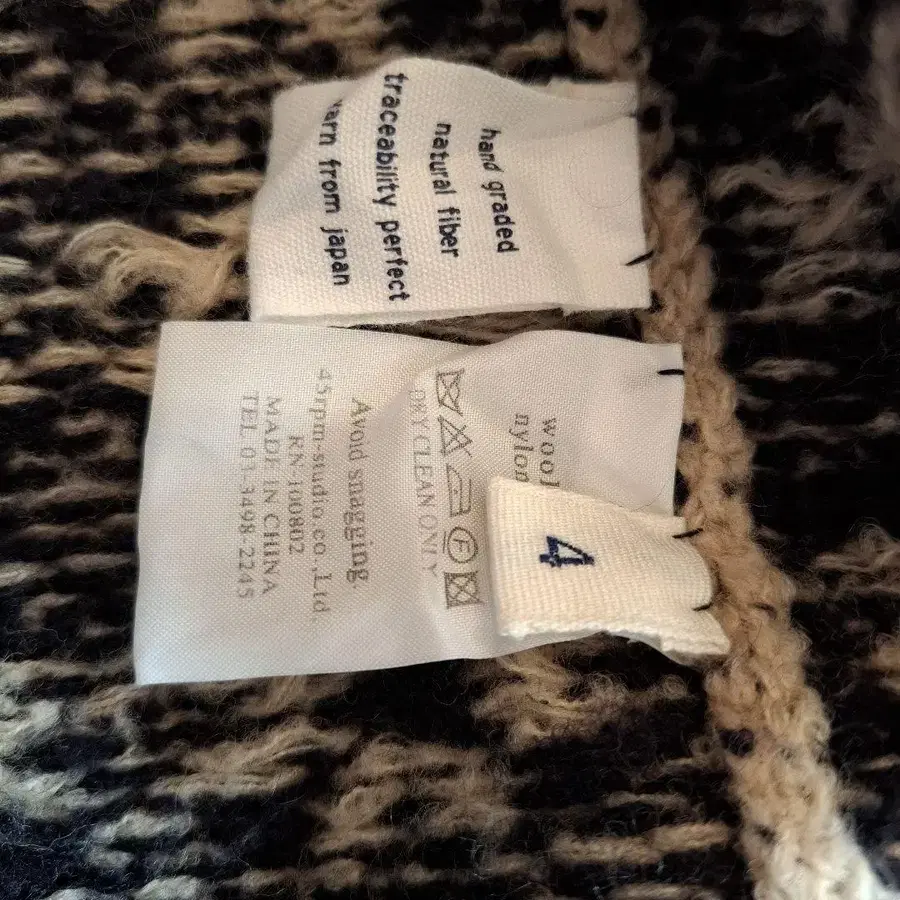 hand graded
natural fiber
traceability perfect
yarn from japan
wool
nylon
DRY CLEAN ONLY
Avoid snagging.
45rpm studio co.,Ltd.
RN 100802
MADE IN CHINA
TEL.03-3498-2245
4